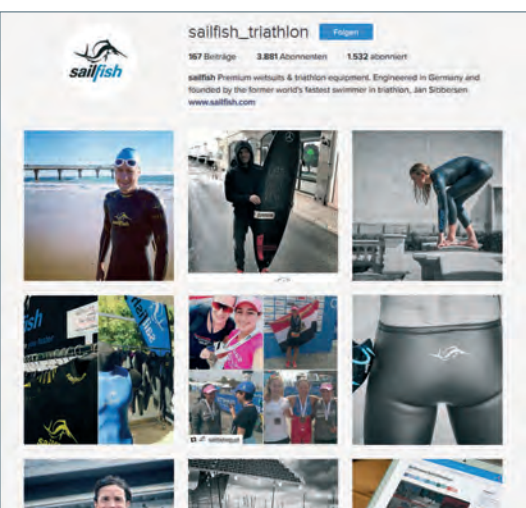 sailfish_triathlon Folgen
167 Beiträge 3.881 Abonnenten 1.532 abonniert
sailfish
sailfish Premium wetsuits & triathlon equipment. Engineered in Germany and
founded by the former world's fastest swimmer in triathlon, Jan Sibbersen
www.sailfish.com